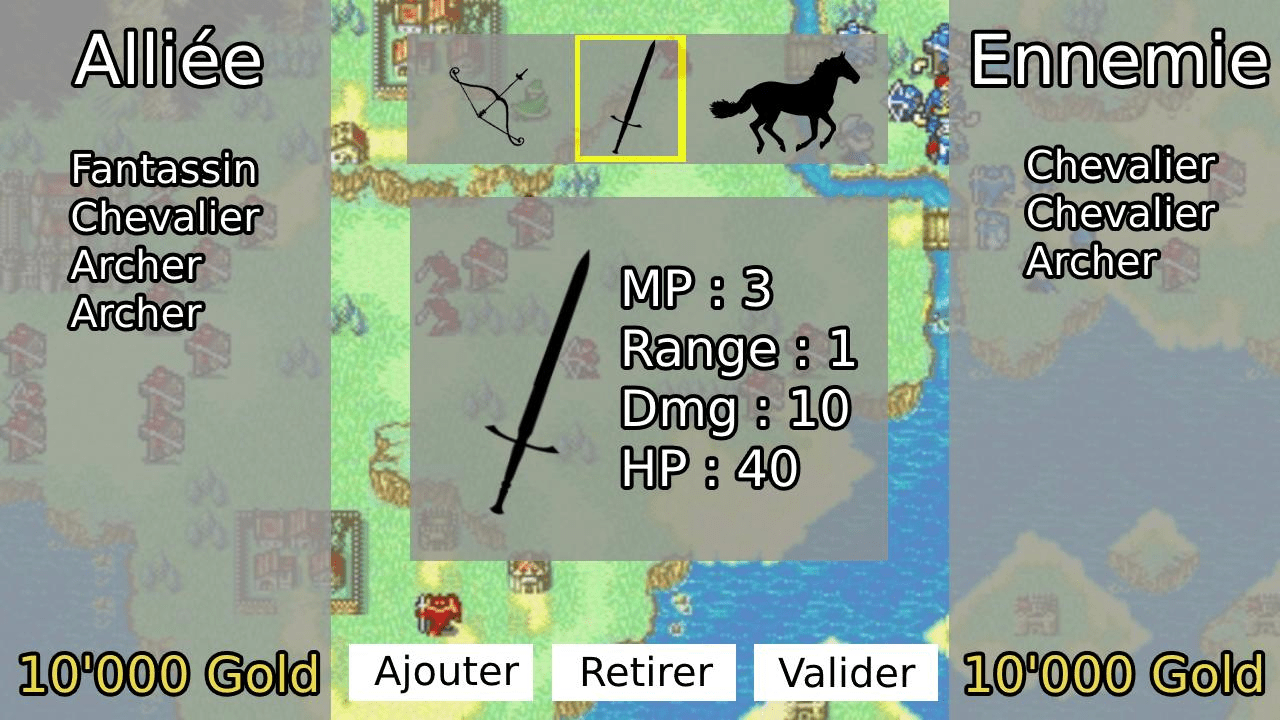 Alliée
Fantassin
Chevalier
Archer
Archer
10'000 Gold
MP : 3
Range : 1
Dmg : 10
HP : 40
Ajouter
Retirer
Valider
Ennemie
Chevalier
Chevalier
Archer
10'000 Gold